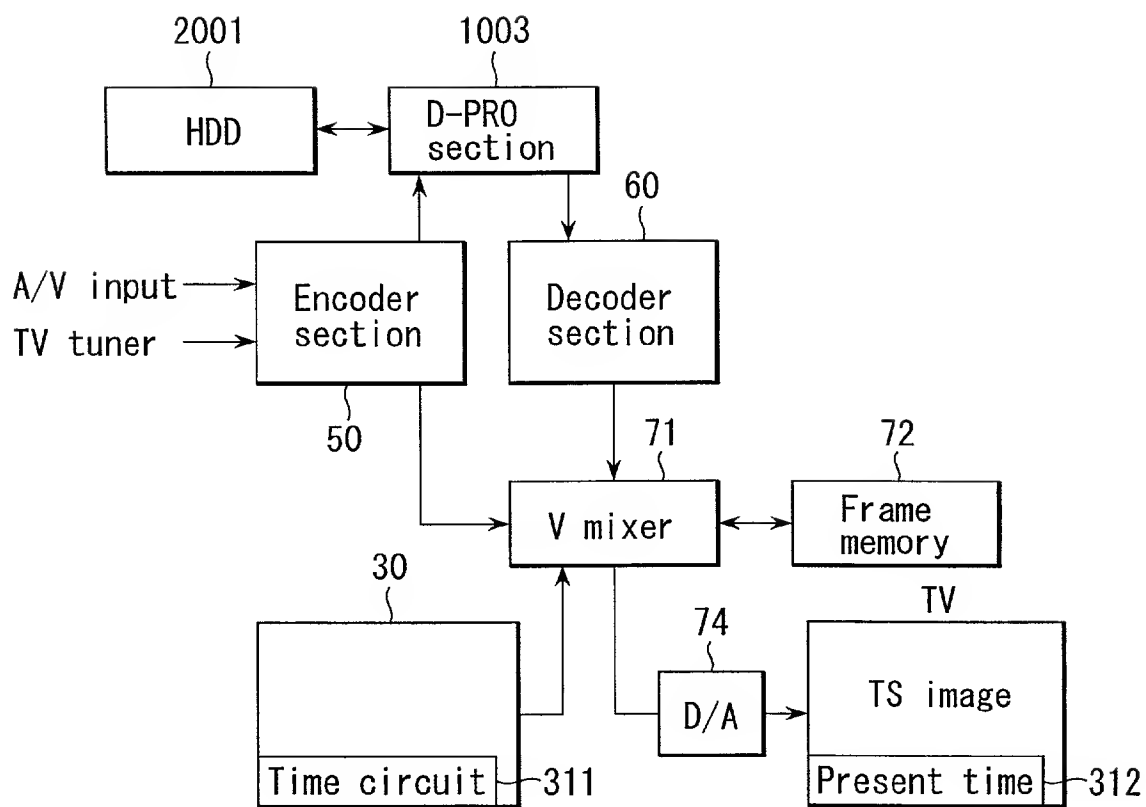 2001
1003
HDD
D-PRO
section
60
A/V input
TV tuner
Encoder
section
Decoder
section
50
71
72
V mixer
Frame
memory
30
74
TV
D/A
TS image
Time circuit
311
Present time
312